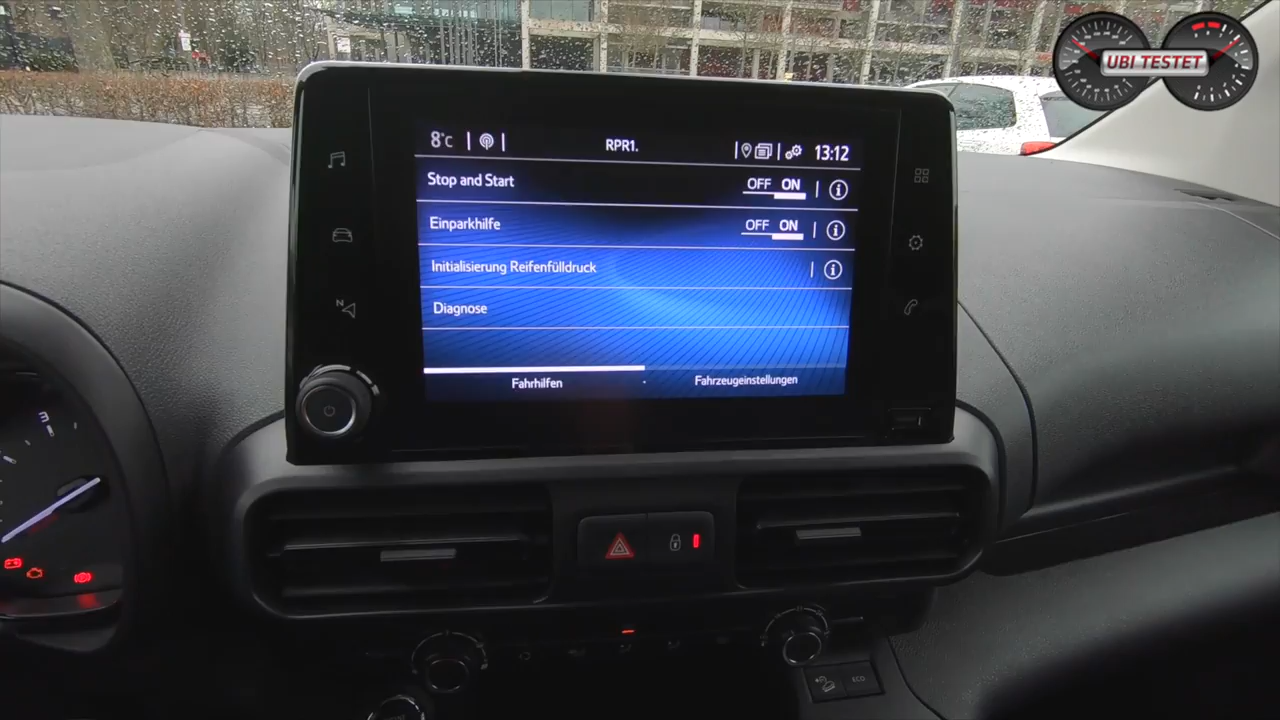 UBI TESTET
8°C
RPR1.
13:12
Stop and Start
OFF ON
Einparkhilfe
OFF ON
Initialisierung Reifenfülldruck
Diagnose
Fahrhilfen
Fahrzeugeinstellungen
N
ECO